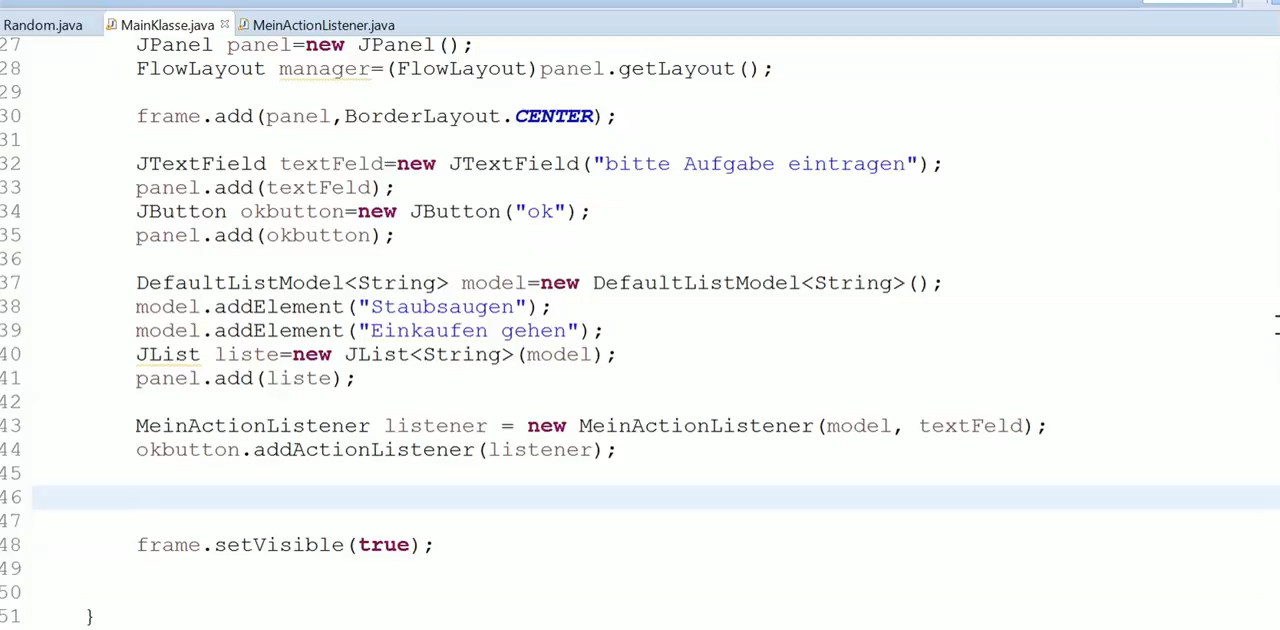 Random.java MainKlasse.java MeinActionListener.java
27 JPanel panel=new JPanel();
28 FlowLayout manager=(FlowLayout)panel.getLayout();
29
30 frame.add(panel,BorderLayout.CENTER);
31
32 JTextField textFeld=new JTextField("bitte Aufgabe eintragen");
33 panel.add(textFeld);
34 JButton okbutton=new JButton("ok");
35 panel.add(okbutton);
36
37 DefaultListModel<String> model=new DefaultListModel<String>();
38 model.addElement("Staubsaugen");
39 model.addElement("Einkaufen gehen");
40 JList liste=new JList<String>(model);
41 panel.add(liste);
42
43 MeinActionListener listener = new MeinActionListener(model, textFeld);
44 okbutton.addActionListener(listener);
45
46
47
48 frame.setVisible(true);
49
50
51 }